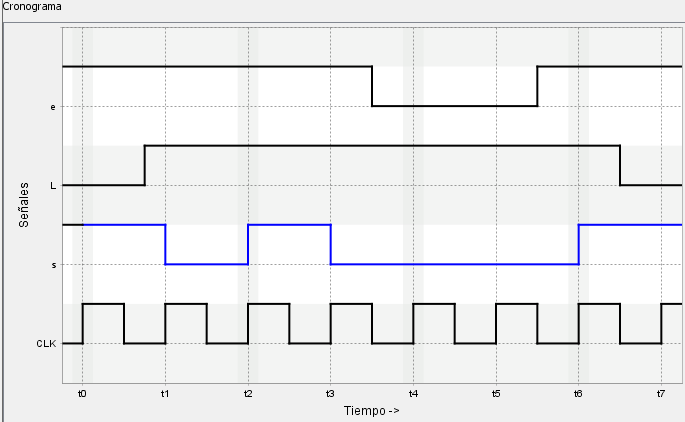 Cronograma
e
L
Señales
s
CLK
t0 t1 t2 t3 t4 t5 t6 t7
Tiempo ->